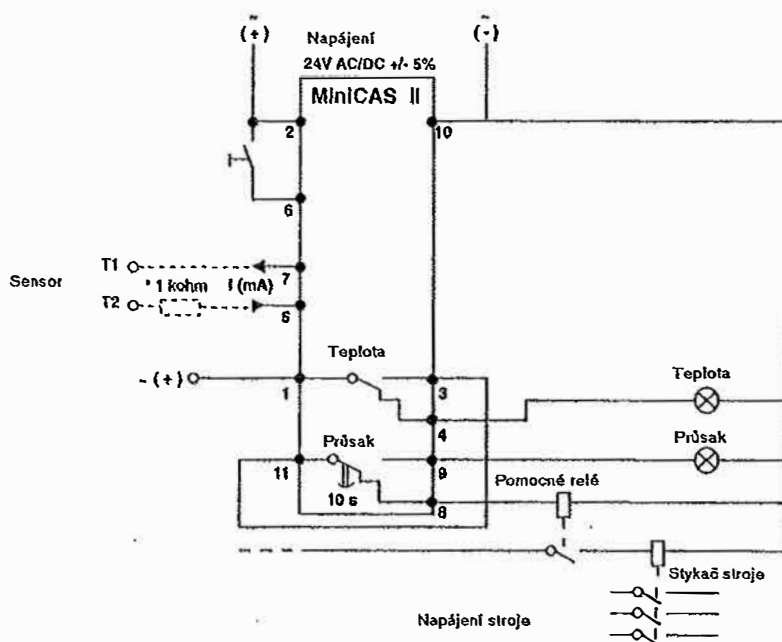 ~ ~
(+) (-)
Napájení
24V AC/DC +/- 5%
MiniCAS II
2 10
6
Sensor
T1
7
* 1 kohm I (mA)
T2
5
- (+)
1
Teplota
3
4
Teplota
11
Průsak
10 s
9
8
Průsak
Pomocné relé
Stykač stroje
Napájení stroje